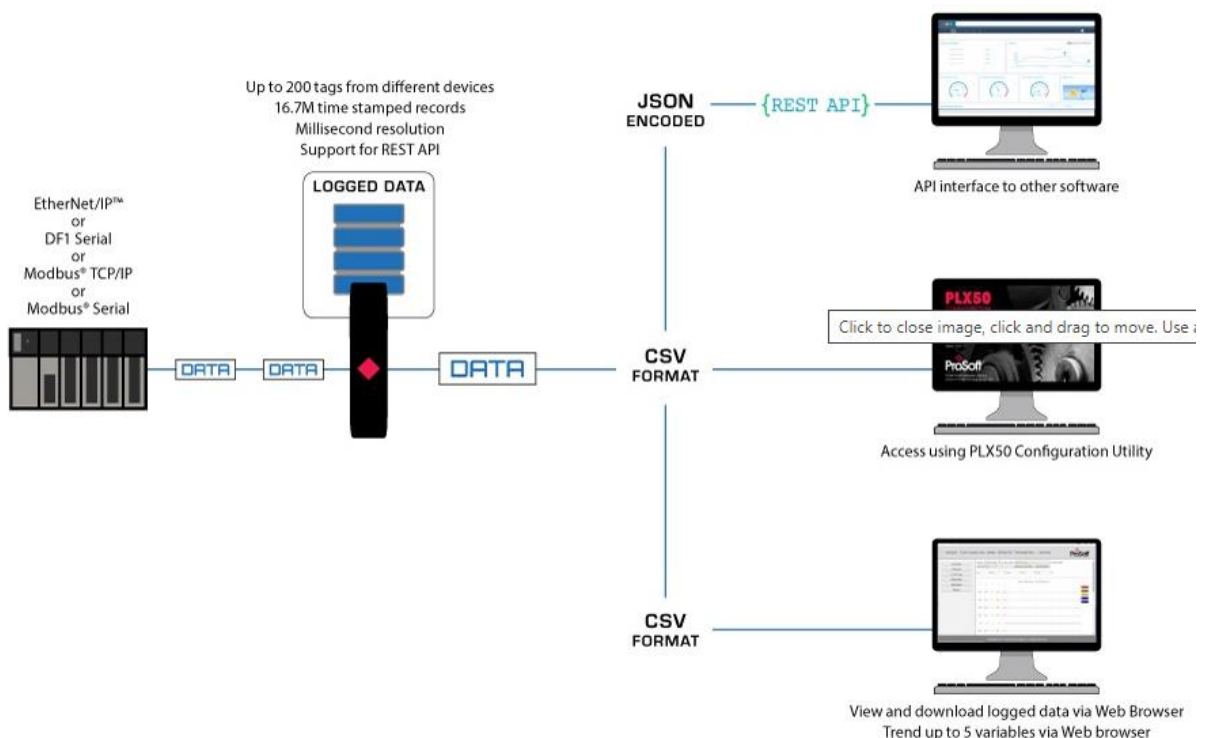 Up to 200 tags from different devices
16.7M time stamped records
Millisecond resolution
Support for REST API
LOGGED DATA
EtherNet/IP™
or
DF1 Serial
or
Modbus® TCP/IP
or
Modbus® Serial
DATA
DATA
DATA
JSON
ENCODED
{REST API}
API interface to other software
CSV
FORMAT
PLX50
Click to close image, click and drag to move. Use
ProSoft
Access using PLX50 Configuration Utility
CSV
FORMAT
ProSoft
View and download logged data via Web Browser
Trend up to 5 variables via Web browser